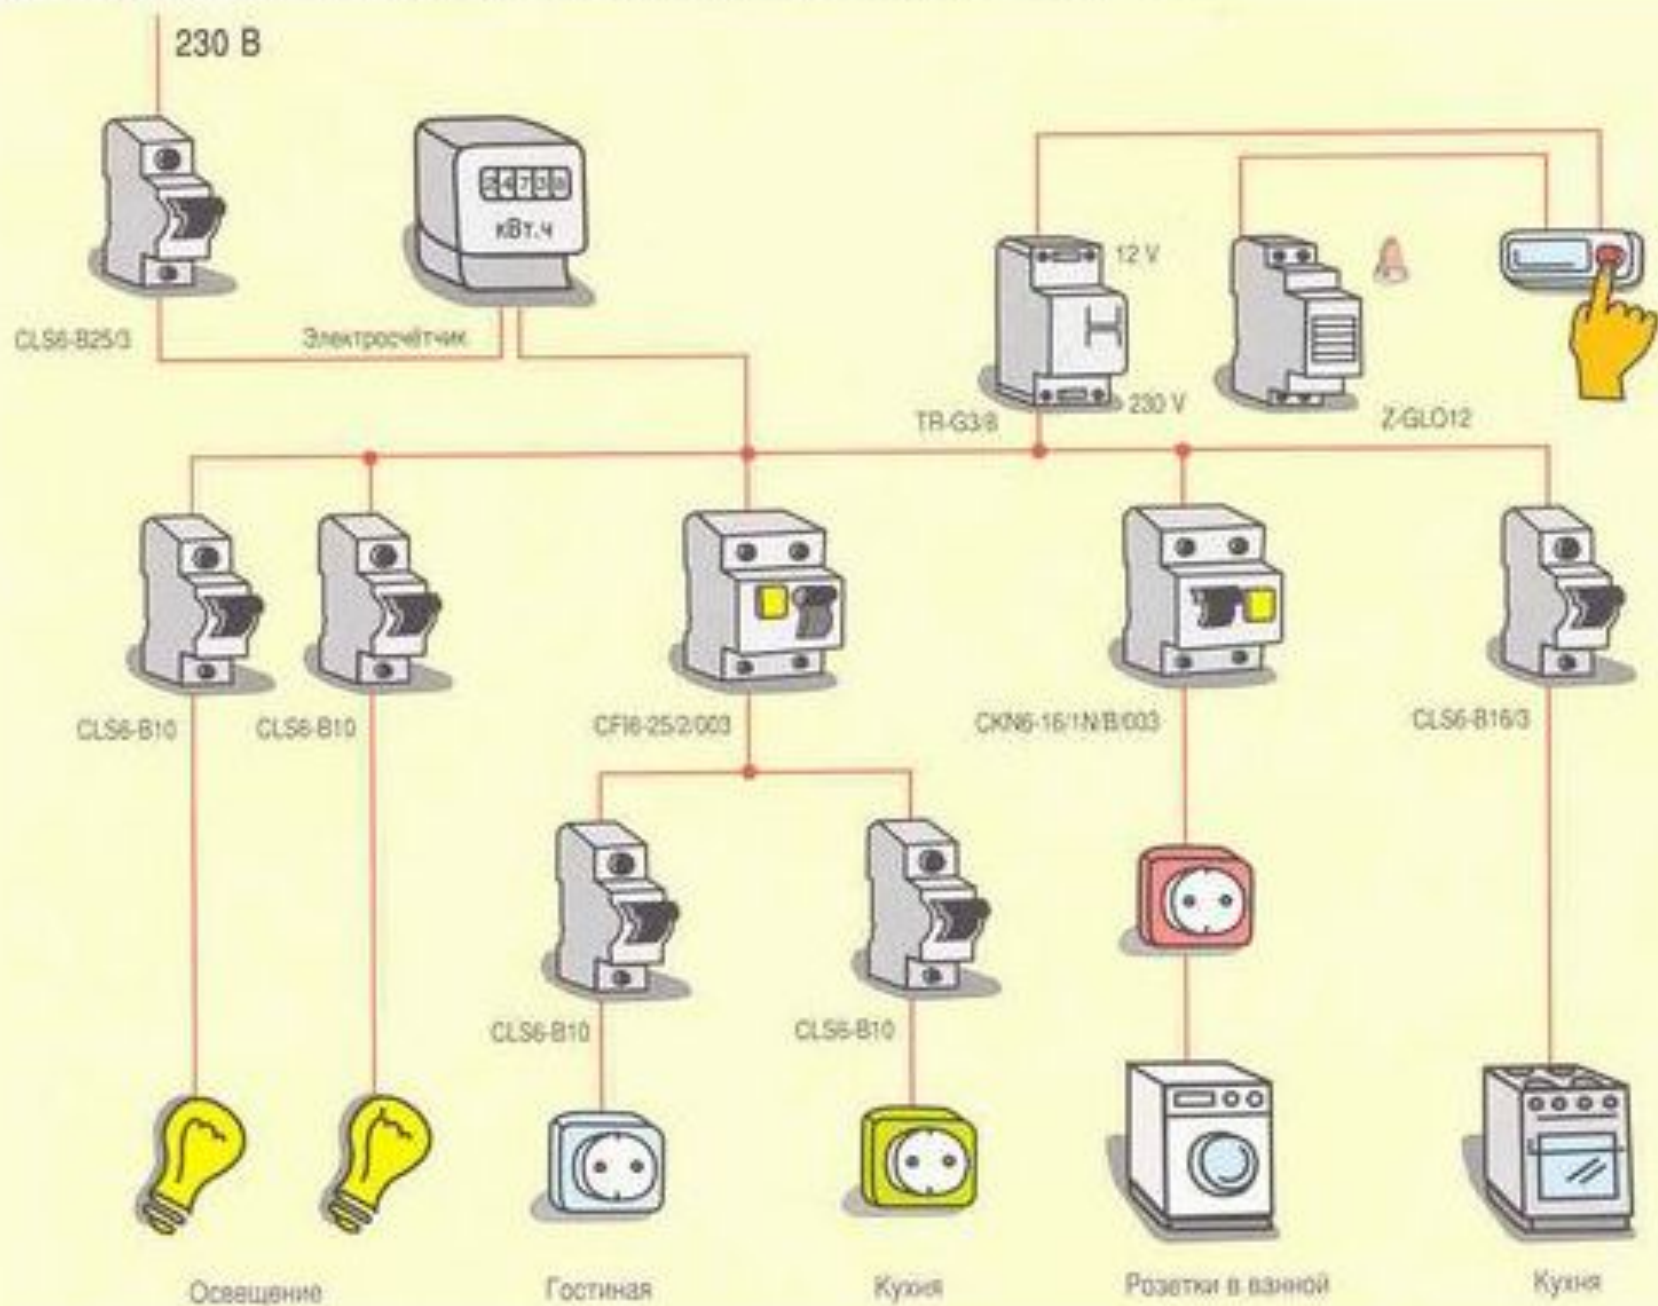 230 В
24738
кВт.ч
12 V
CLS6-B25/3
Электросчётчик
TR-G3/8
230 V
Z-GLO12
CLS6-B10
CLS6-B10
CFI6-25/2/003
CKN6-16/1N/B/003
CLS6-B16/3
CLS6-B10
CLS6-B10
Освещение
Гостиная
Кухня
Розетки в ванной
Кухня